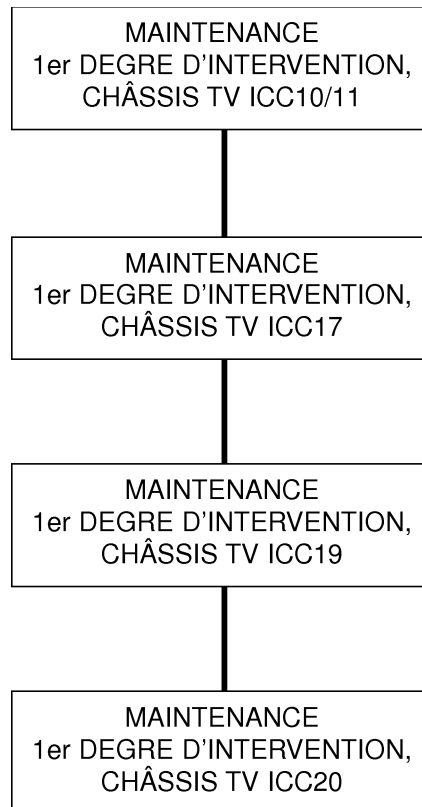 MAINTENANCE
1er DEGRE D'INTERVENTION,
CHÂSSIS TV ICC10/11
MAINTENANCE
1er DEGRE D'INTERVENTION,
CHÂSSIS TV ICC17
MAINTENANCE
1er DEGRE D'INTERVENTION,
CHÂSSIS TV ICC19
MAINTENANCE
1er DEGRE D'INTERVENTION,
CHÂSSIS TV ICC20